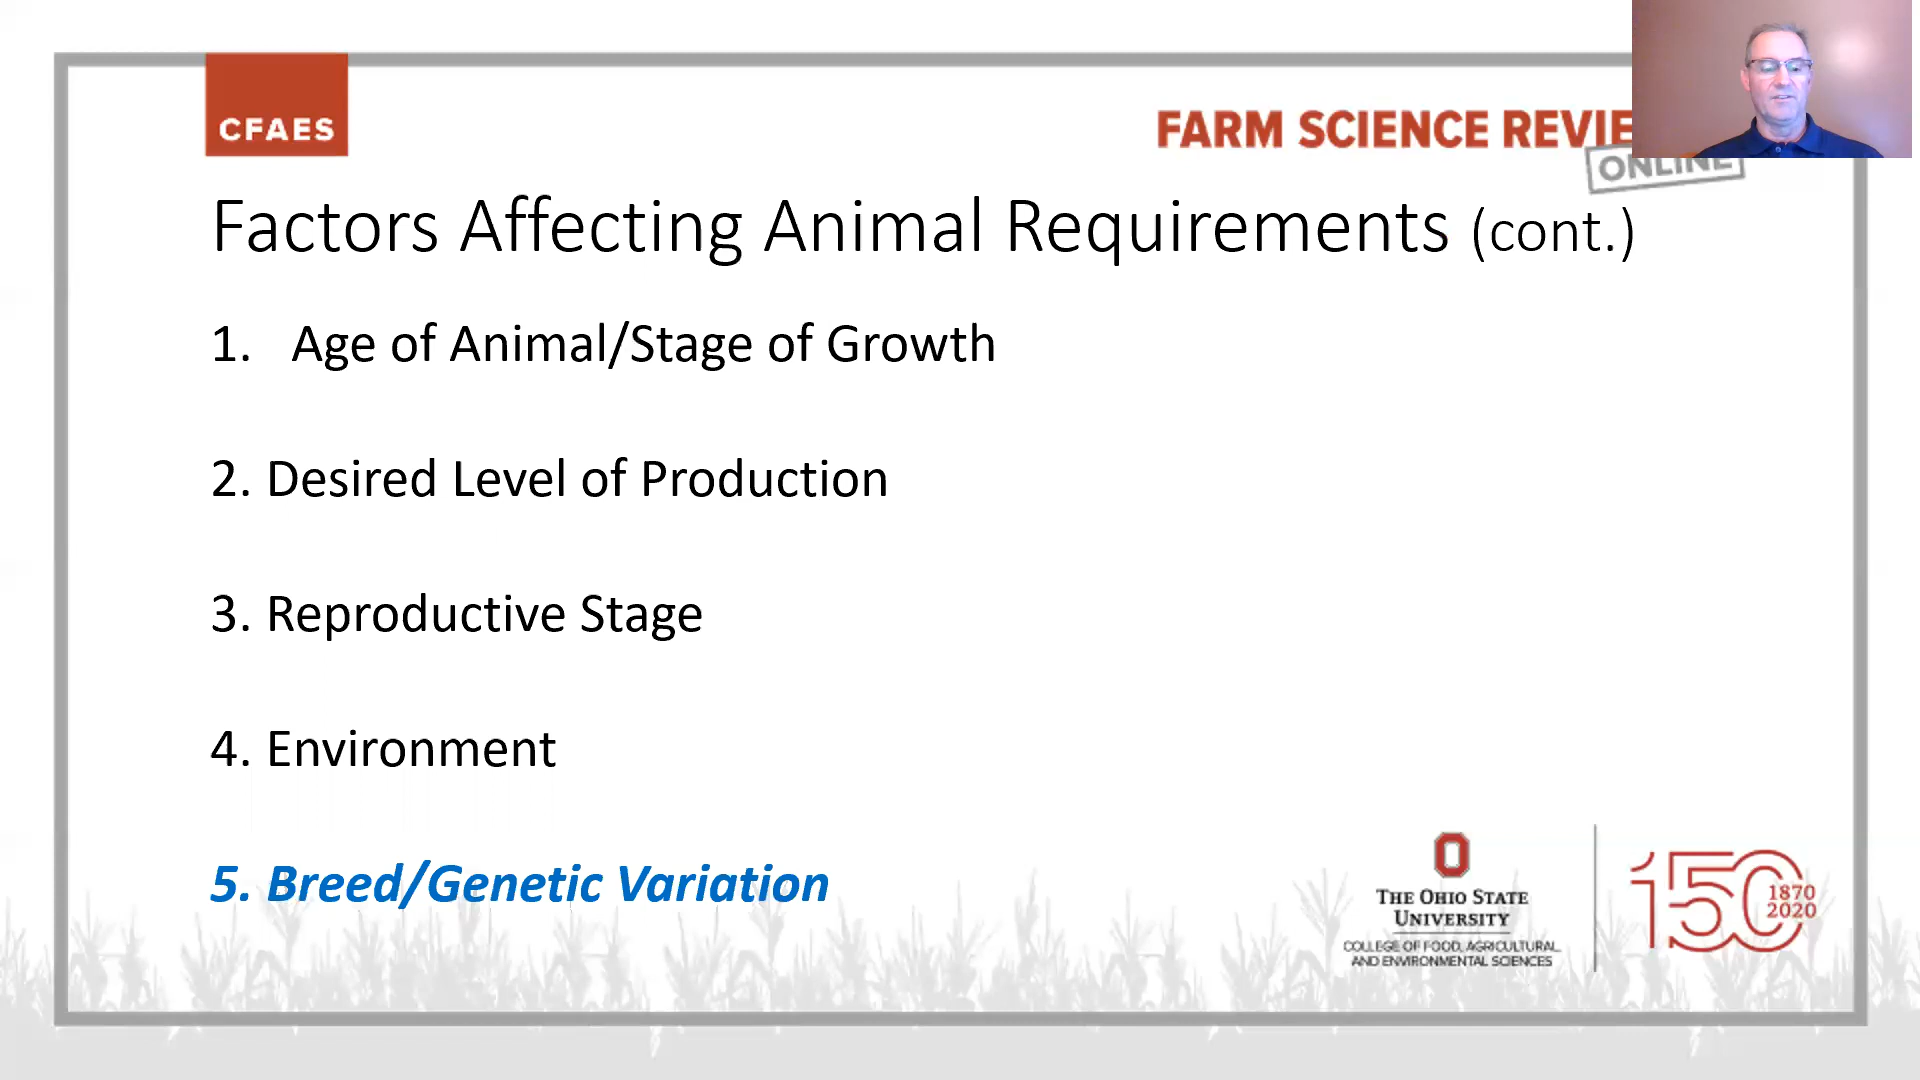 CFAES
FARM SCIENCE REVIE
ONLINE
Factors Affecting Animal Requirements (cont.)
1. Age of Animal/Stage of Growth
2. Desired Level of Production
3. Reproductive Stage
4. Environment
5. Breed/Genetic Variation
THE OHIO STATE
UNIVERSITY
COLLEGE OF FOOD, AGRICULTURAL,
AND ENVIRONMENTAL SCIENCES
150
1870
2020